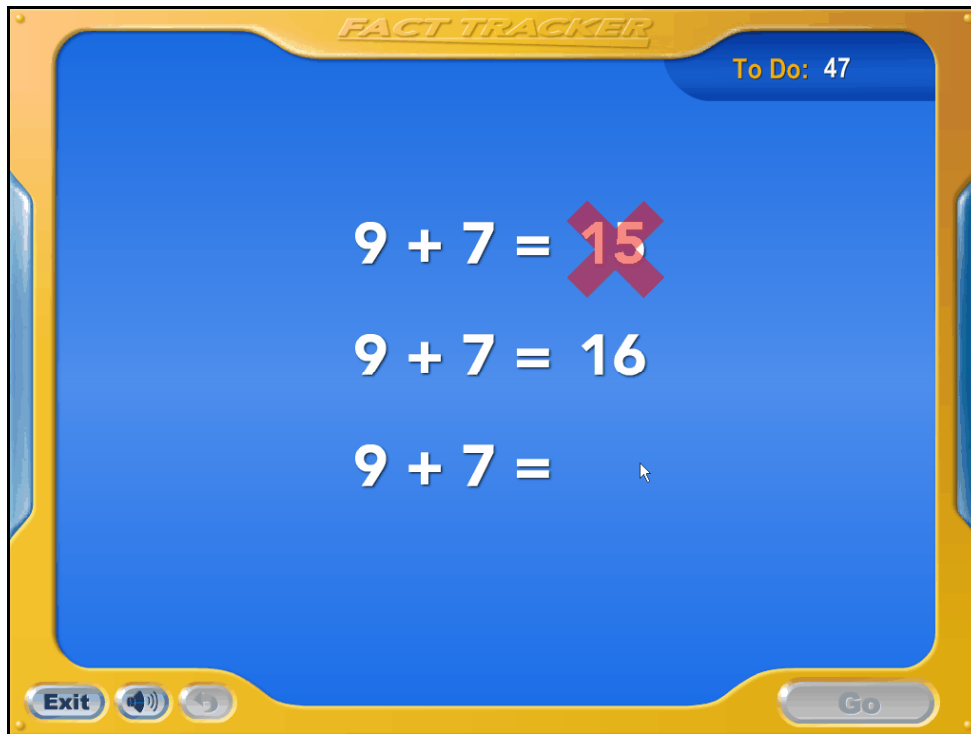 FACT TRACKER
To Do: 47
9 + 7 = 15
9 + 7 = 16
9 + 7 =
Exit
Go